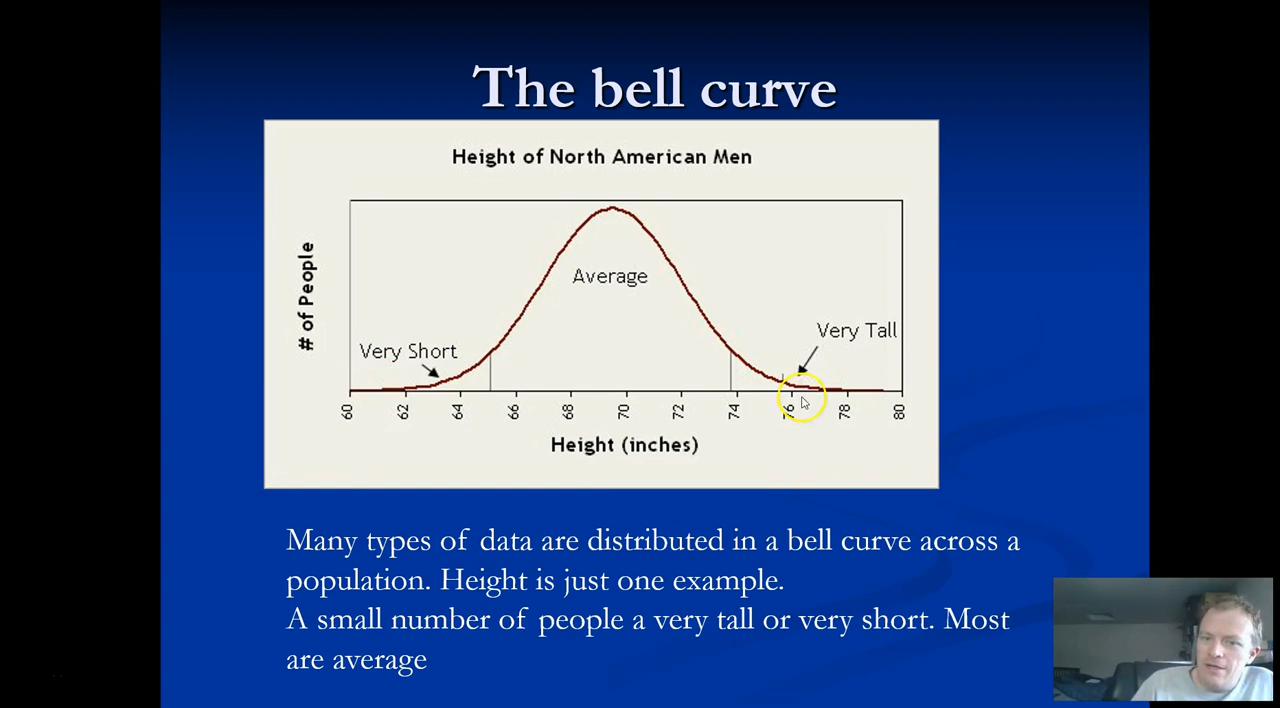 The bell curve
Height of North American Men
# of People
Average
Very Short
Very Tall
60 62 64 66 68 70 72 74 76 78 80
Height (inches)
Many types of data are distributed in a bell curve across a
population. Height is just one example.
A small number of people a very tall or very short. Most
are average